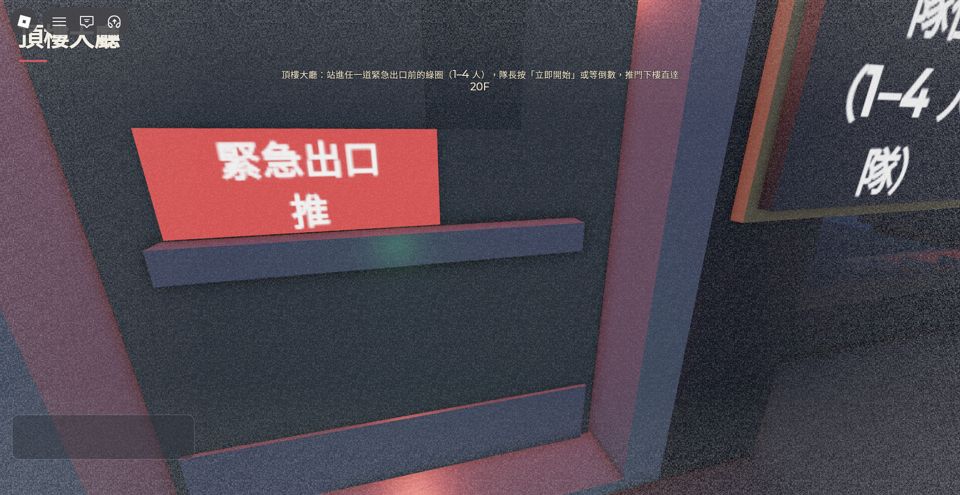 頂樓大廳
頂樓大廳：站進任一道緊急出口前的綠圈（1–4 人），隊長按「立即開始」或等倒數，推門下樓直達
20F
緊急出口
推
(1–4 人
隊)